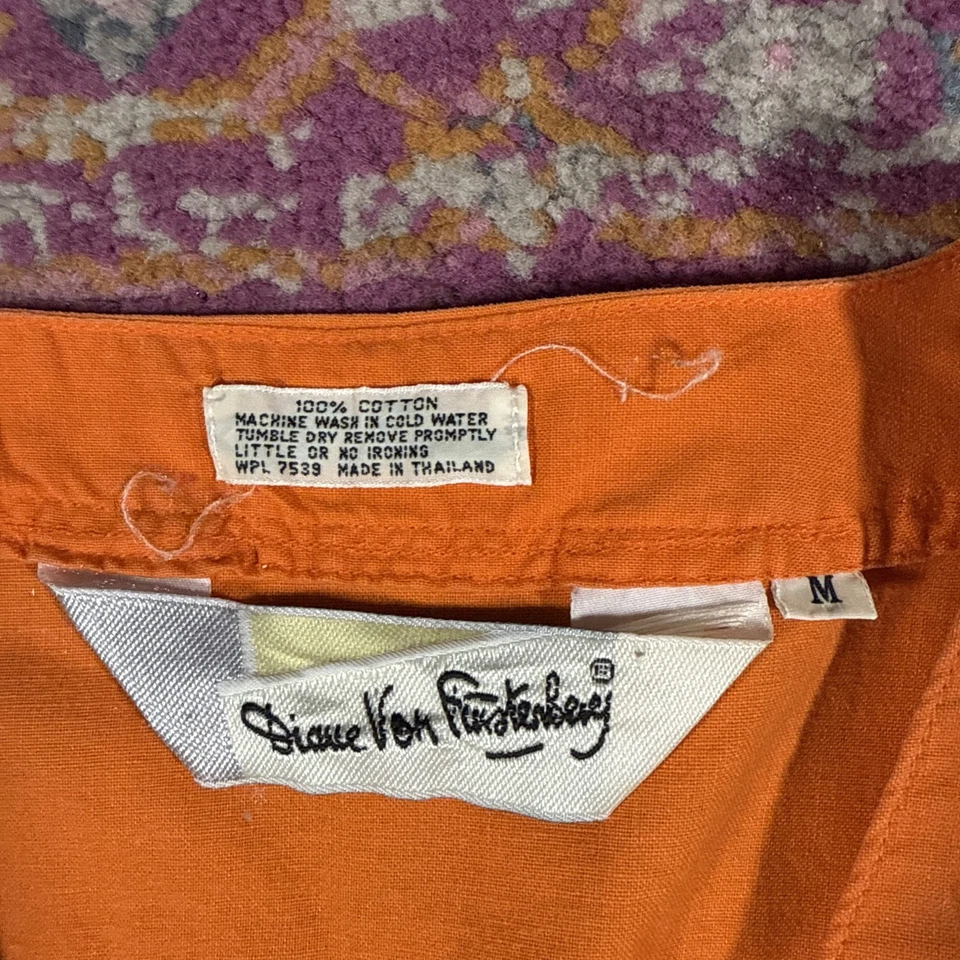 100% COTTON
MACHINE WASH IN COLD WATER
TUMBLE DRY REMOVE PROMPTLY
LITTLE OR NO IRONING
WPL 7539 MADE IN THAILAND
M
Diane Von Fürstenberg ®